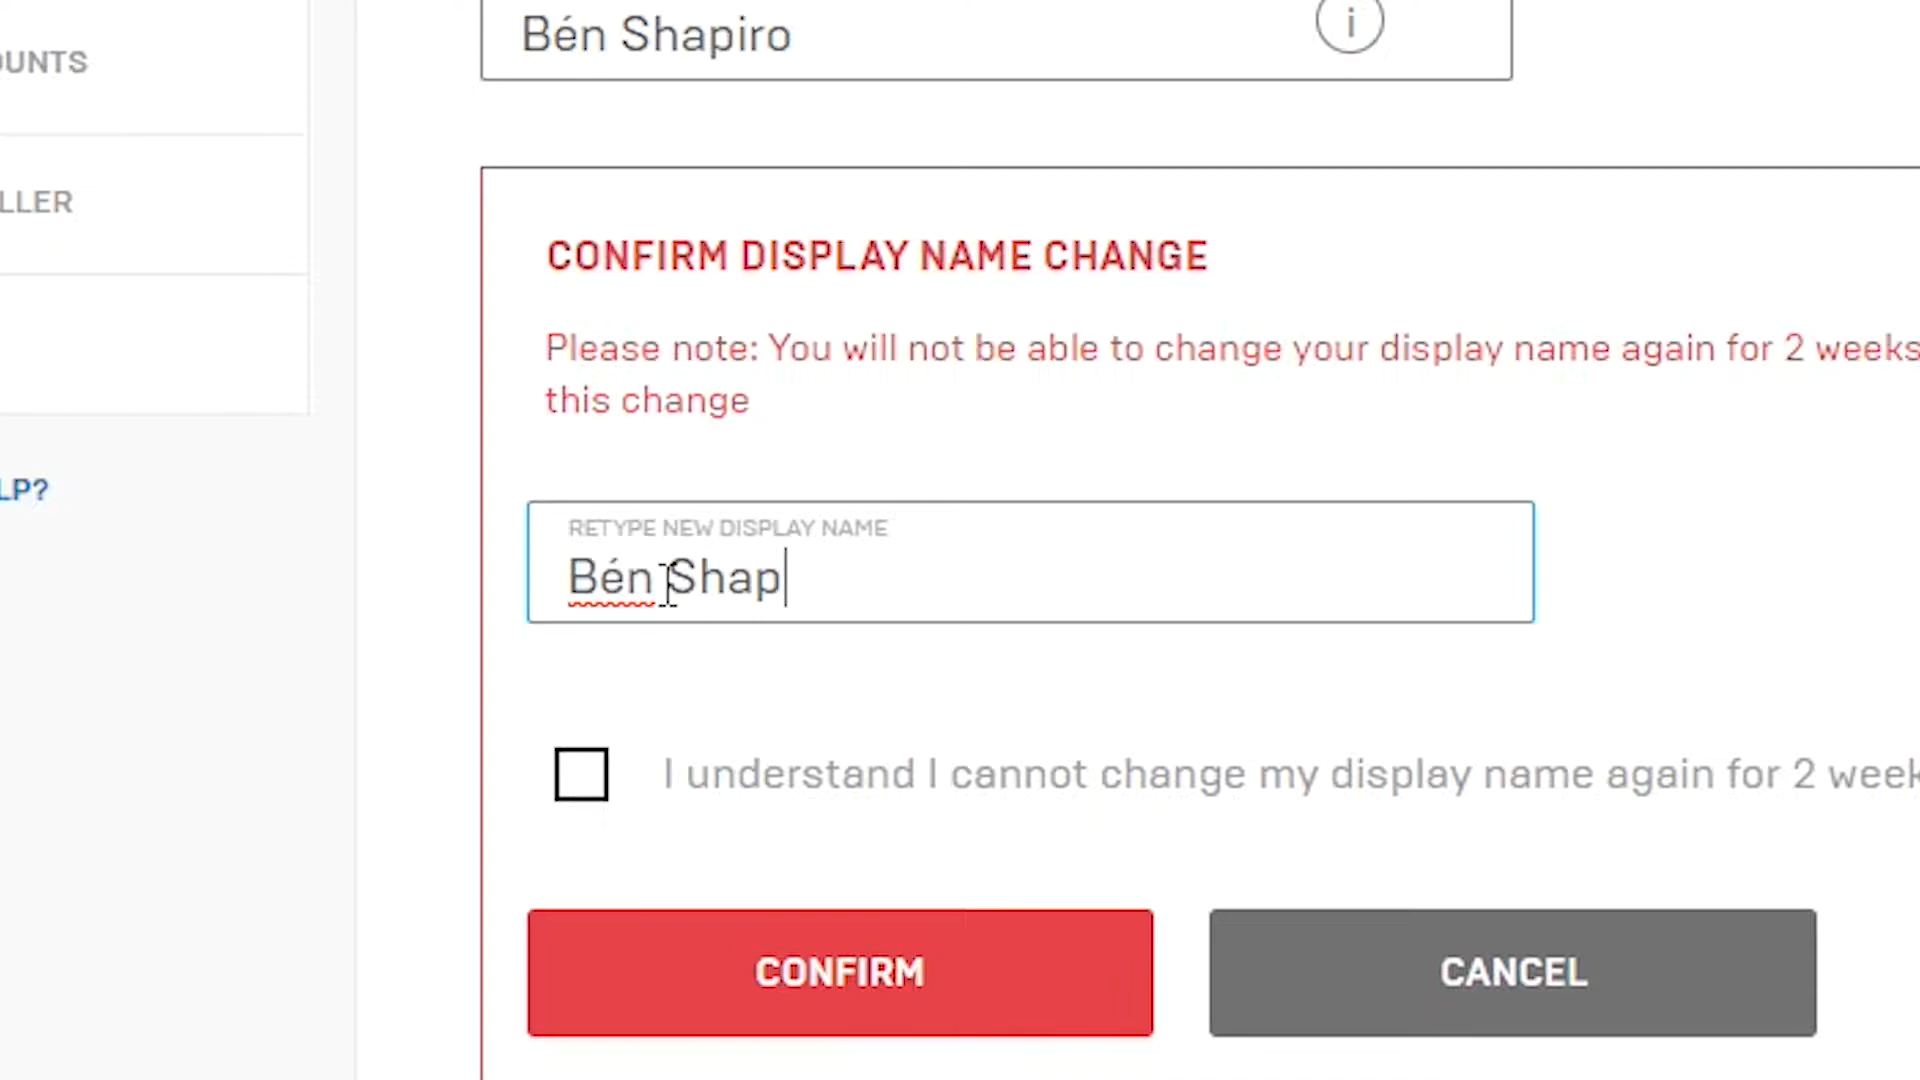 Bén Shapiro
i
OUNTS
LLER
LP?
CONFIRM DISPLAY NAME CHANGE
Please note: You will not be able to change your display name again for 2 weeks
this change
RETYPE NEW DISPLAY NAME
Bén Shap
I understand I cannot change my display name again for 2 week
CONFIRM
CANCEL